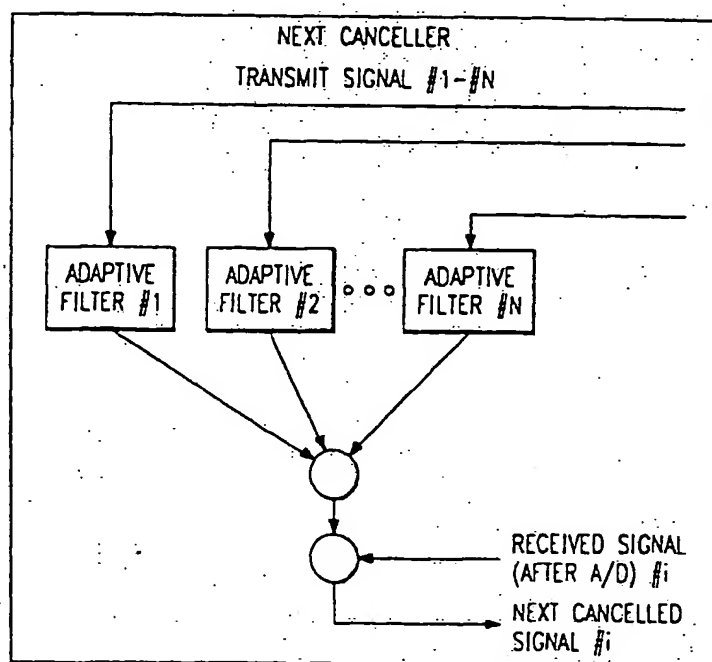 NEXT CANCELLER
TRANSMIT SIGNAL #1-#N
ADAPTIVE
FILTER #1
ADAPTIVE
FILTER #2
ADAPTIVE
FILTER #N
RECEIVED SIGNAL
(AFTER A/D) #i
NEXT CANCELLED
SIGNAL #i